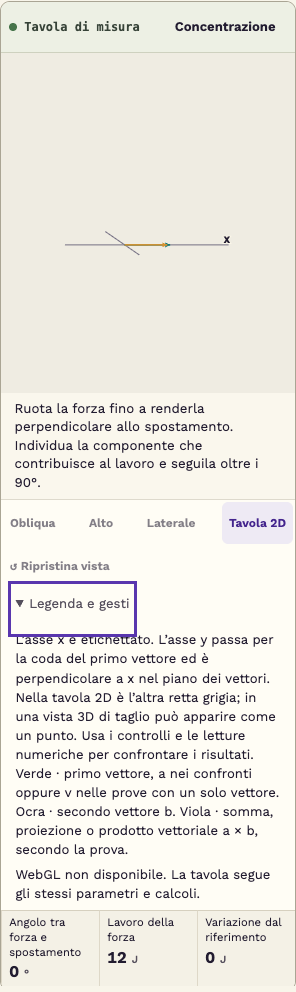 Tavola di misura
Concentrazione
x
Ruota la forza fino a renderla
perpendicolare allo spostamento.
Individua la componente che
contribuisce al lavoro e seguila oltre i
90°.
Obliqua Alto Laterale Tavola 2D
↺ Ripristina vista
▼ Legenda e gesti
L'asse x è etichettato. L'asse y passa per
la coda del primo vettore ed è
perpendicolare a x nel piano dei vettori.
Nella tavola 2D è l'altra retta grigia; in
una vista 3D di taglio può apparire come
un punto. Usa i controlli e le letture
numeriche per confrontare i risultati.
Verde · primo vettore, a nei confronti
oppure v nelle prove con un solo vettore.
Ocra · secondo vettore b. Viola · somma,
proiezione o prodotto vettoriale a × b,
secondo la prova.
WebGL non disponibile. La tavola segue
gli stessi parametri e calcoli.
Angolo tra
forza e
spostamento
0 °
Lavoro della
forza
12 J
Variazione dal
riferimento
0 J